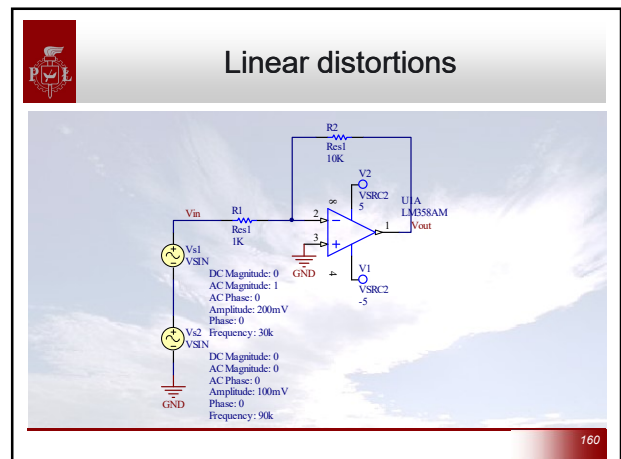 P Ł
Linear distortions
R2
Res1
10K
V2
VSRC2
5
U1A
LM358AM
8
Vin
R1
Res1
1K
2
3
1
Vout
GND
4
V1
VSRC2
-5
Vs1
VSIN
DC Magnitude: 0
AC Magnitude: 1
AC Phase: 0
Amplitude: 200mV
Phase: 0
Frequency: 30k
Vs2
VSIN
DC Magnitude: 0
AC Magnitude: 0
AC Phase: 0
Amplitude: 100mV
Phase: 0
Frequency: 90k
GND
160